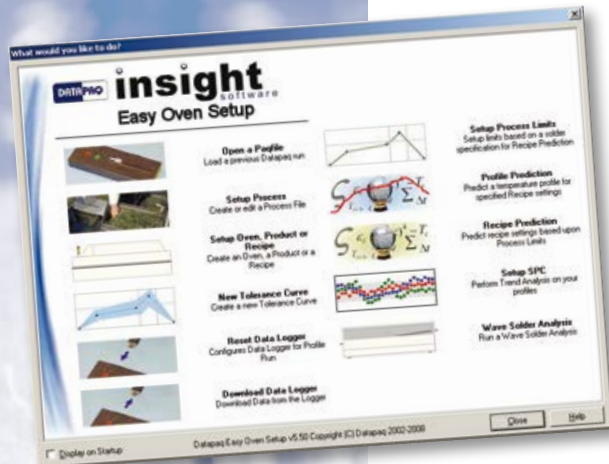 What would you like to do?
DATAPAQ insight
software
Easy Oven Setup
Open a Paqfile
Load a previous Datapaq run
Setup Process
Create or edit a Process File
Setup Oven, Product or
Recipe
Create an Oven, a Product or a
Recipe
New Tolerance Curve
Create a new Tolerance Curve
Reset Data Logger
Configures Data Logger for Profile
Run
Download Data Logger
Download Data from the Logger
Setup Process Limits
Setup limits based on a solder
specification for Recipe Prediction
Profile Prediction
Predict a temperature profile for
specified Recipe settings
Recipe Prediction
Predict recipe settings based upon
Process Limits
Setup SPC
Perform Trend Analysis on your
profiles
Wave Solder Analysis
Run a Wave Solder Analysis
Display on Startup
Datapaq Easy Oven Setup v5.50 Copyright (C) Datapaq 2002-2008
Close
Help